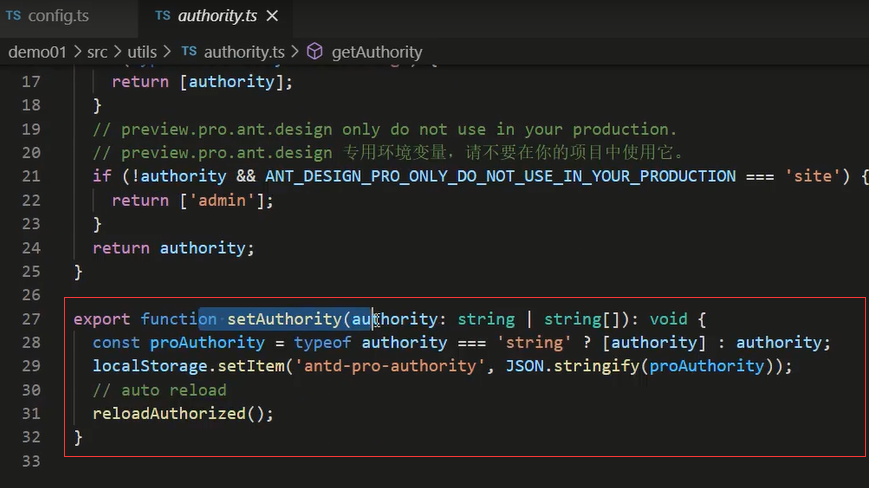 TS config.ts
TS authority.ts ×
demo01 > src > utils > TS authority.ts > getAuthority
17 return [authority];
18 }
19 // preview.pro.ant.design only do not use in your production.
20 // preview.pro.ant.design 专用环境变量，请不要在你的项目中使用它。
21 if (!authority && ANT_DESIGN_PRO_ONLY_DO_NOT_USE_IN_YOUR_PRODUCTION === 'site') {
22 return ['admin'];
23 }
24 return authority;
25 }
26
27 export function setAuthority(authority: string | string[]): void {
28 const proAuthority = typeof authority === 'string' ? [authority] : authority;
29 localStorage.setItem('antd-pro-authority', JSON.stringify(proAuthority));
30 // auto reload
31 reloadAuthorized();
32 }
33